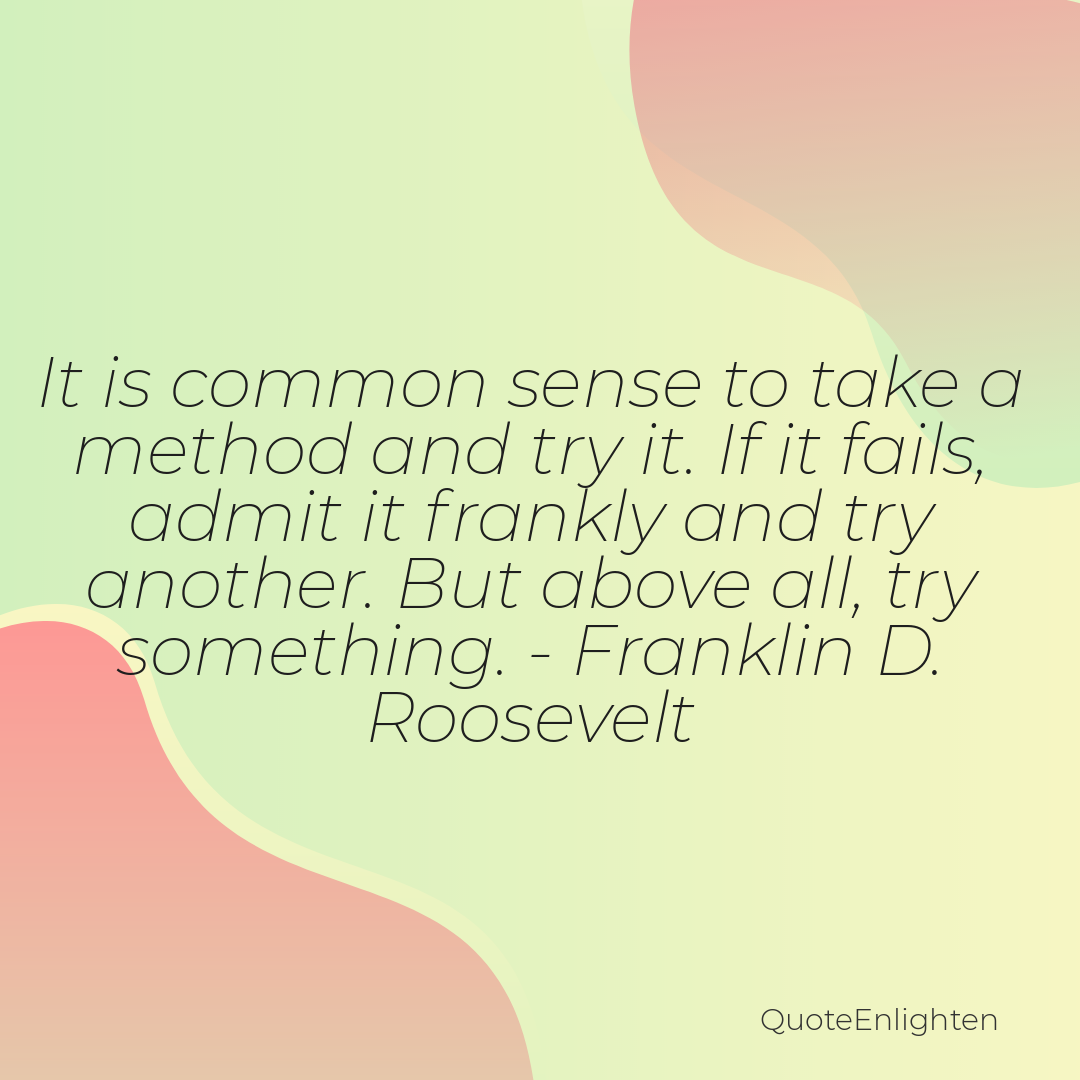 It is common sense to take a
method and try it. If it fails,
admit it frankly and try
another. But above all, try
something. - Franklin D.
Roosevelt
QuoteEnlighten